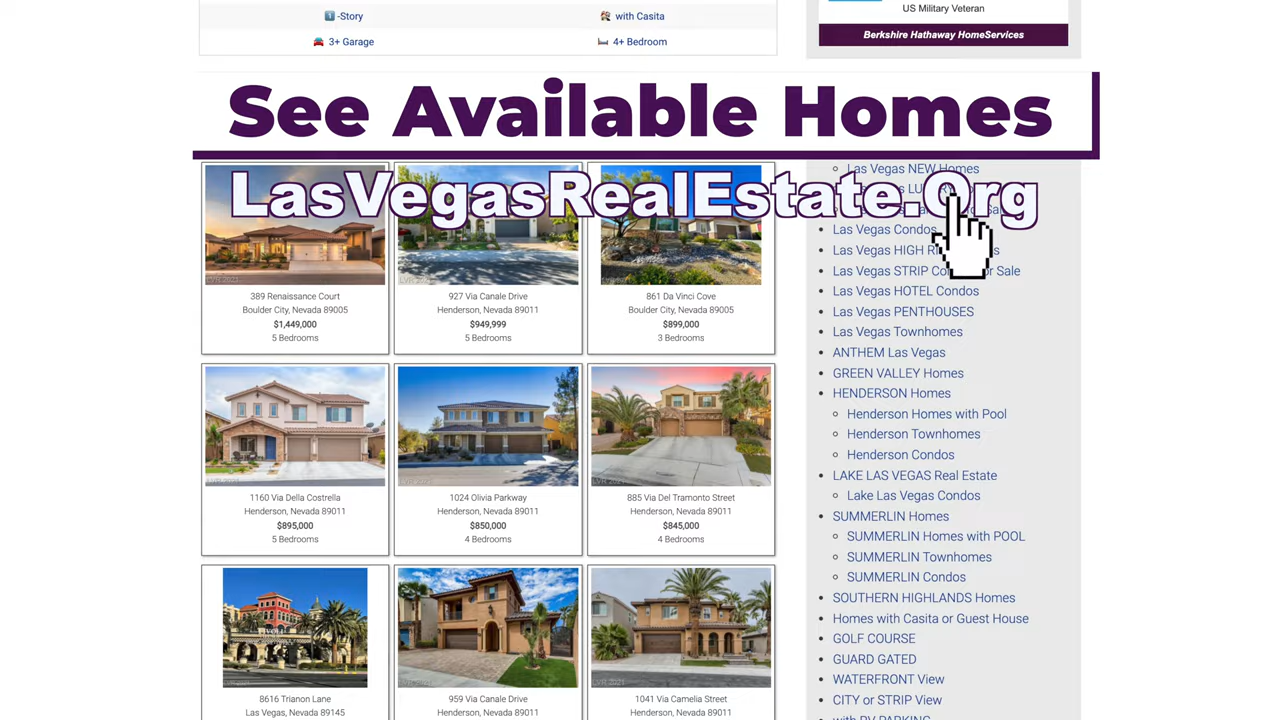 1 -Story
with Casita
3+ Garage
4+ Bedroom
US Military Veteran
Berkshire Hathaway HomeServices
See Available Homes
LasVegasRealEstate.Org
389 Renaissance Court
Boulder City, Nevada 89005
$1,449,000
5 Bedrooms
927 Via Canale Drive
Henderson, Nevada 89011
$949,999
5 Bedrooms
861 Da Vinci Cove
Boulder City, Nevada 89005
$899,000
3 Bedrooms
1160 Via Della Costrella
Henderson, Nevada 89011
$895,000
5 Bedrooms
1024 Olivia Parkway
Henderson, Nevada 89011
$850,000
4 Bedrooms
885 Via Del Tramonto Street
Henderson, Nevada 89011
$845,000
4 Bedrooms
8616 Trianon Lane
Las Vegas, Nevada 89145
959 Via Canale Drive
Henderson, Nevada 89011
1041 Via Camelia Street
Henderson, Nevada 89011
Las Vegas NEW Homes
Las Vegas Condos
Las Vegas HIGH
Las Vegas STRIP
Sale
Las Vegas HOTEL Condos
Las Vegas PENTHOUSES
Las Vegas Townhomes
ANTHEM Las Vegas
GREEN VALLEY Homes
HENDERSON Homes
Henderson Homes with Pool
Henderson Townhomes
Henderson Condos
LAKE LAS VEGAS Real Estate
Lake Las Vegas Condos
SUMMERLIN Homes
SUMMERLIN Homes with POOL
SUMMERLIN Townhomes
SUMMERLIN Condos
SOUTHERN HIGHLANDS Homes
Homes with Casita or Guest House
GOLF COURSE
GUARD GATED
WATERFRONT View
CITY or STRIP View
with RV PARKING